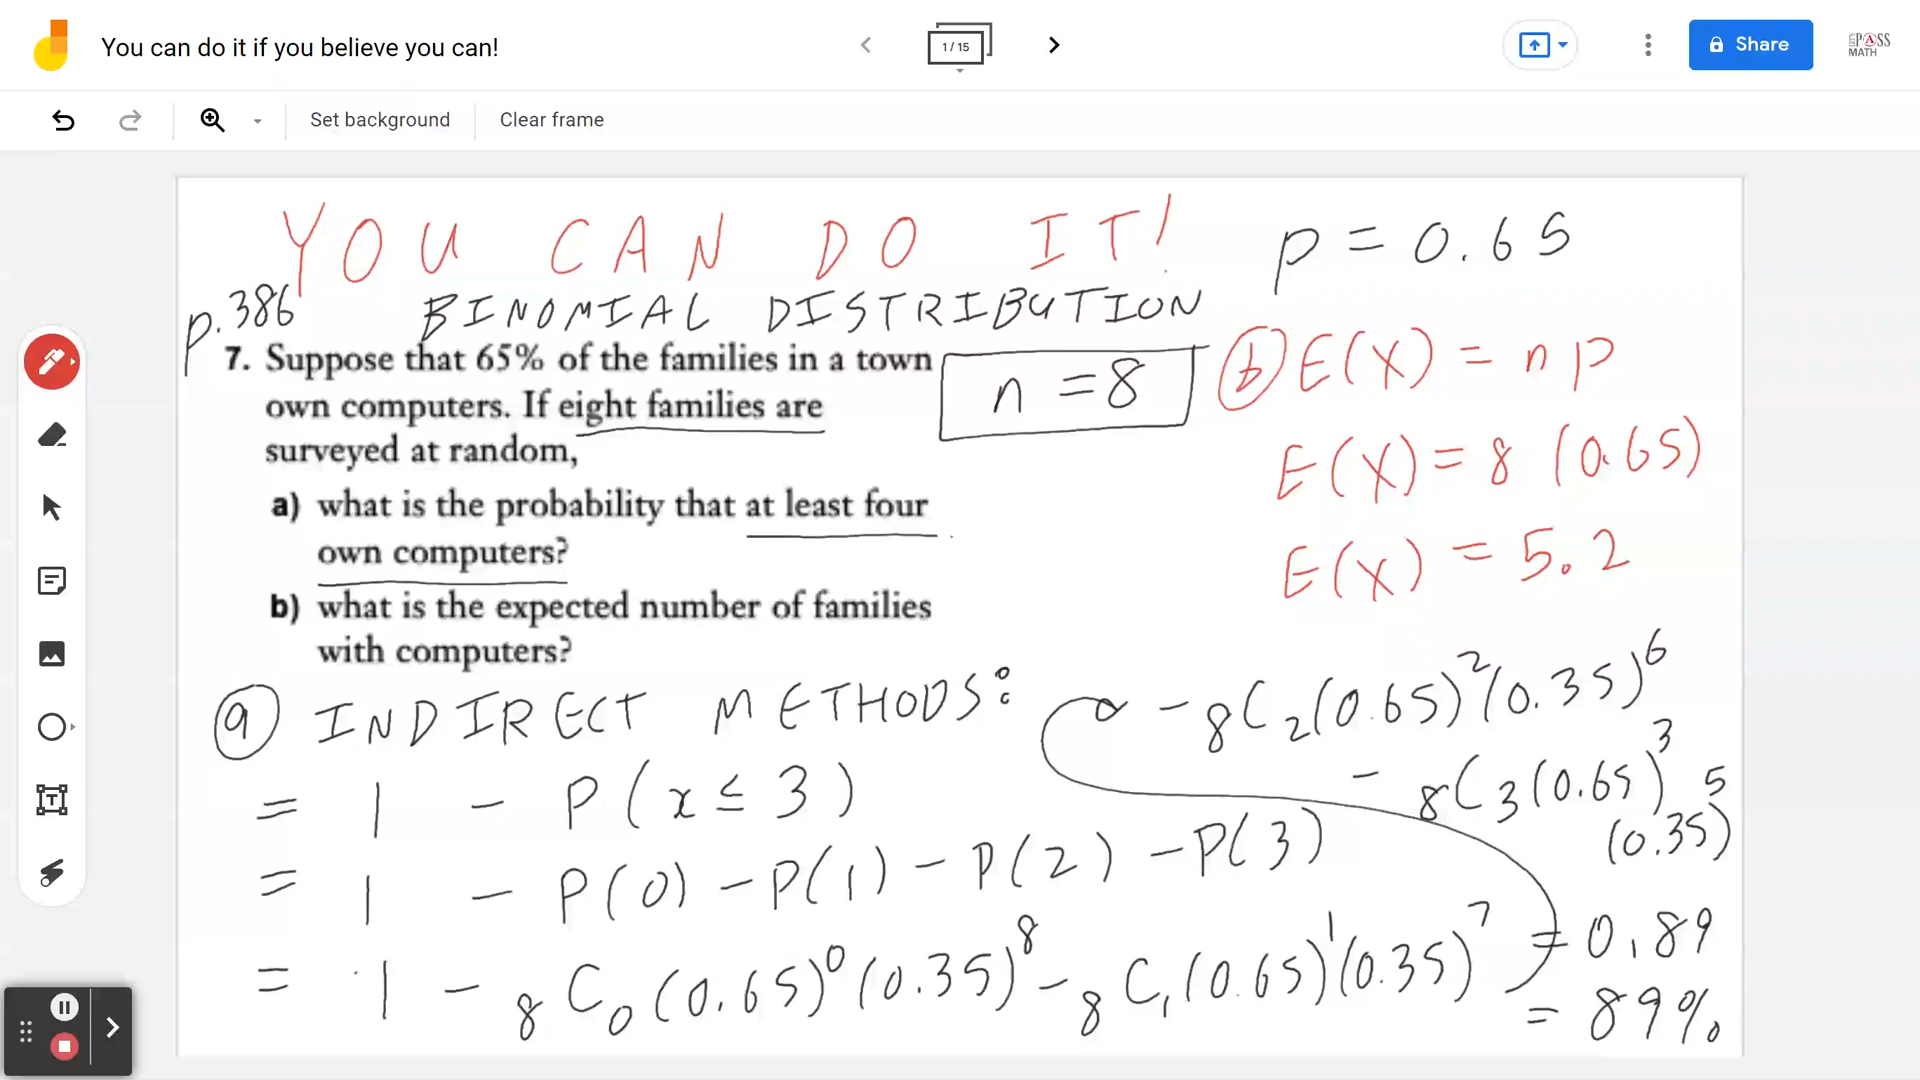 You can do it if you believe you can!
1 / 15
Share
PASS
MATH
Set background
Clear frame
YOU CAN DO IT!
p = 0.65
p.386
BINOMIAL DISTRIBUTION
7. Suppose that 65% of the families in a town
own computers. If eight families are
surveyed at random,
n = 8
a) what is the probability that at least four
own computers?
b) what is the expected number of families
with computers?
b E(X) = np
E(X) = 8 (0.65)
E(X) = 5.2
a INDIRECT METHODS:
= 1 - P(x ≤ 3)
= 1 - P(0) - P(1) - P(2) - P(3)
= 1 - ₈C₀(0.65)⁰(0.35)⁸ - ₈C₁(0.65)¹(0.35)⁷
- ₈C₂(0.65)²(0.35)⁶
- ₈C₃(0.65)³
(0.35)⁵
= 0.89
= 89%